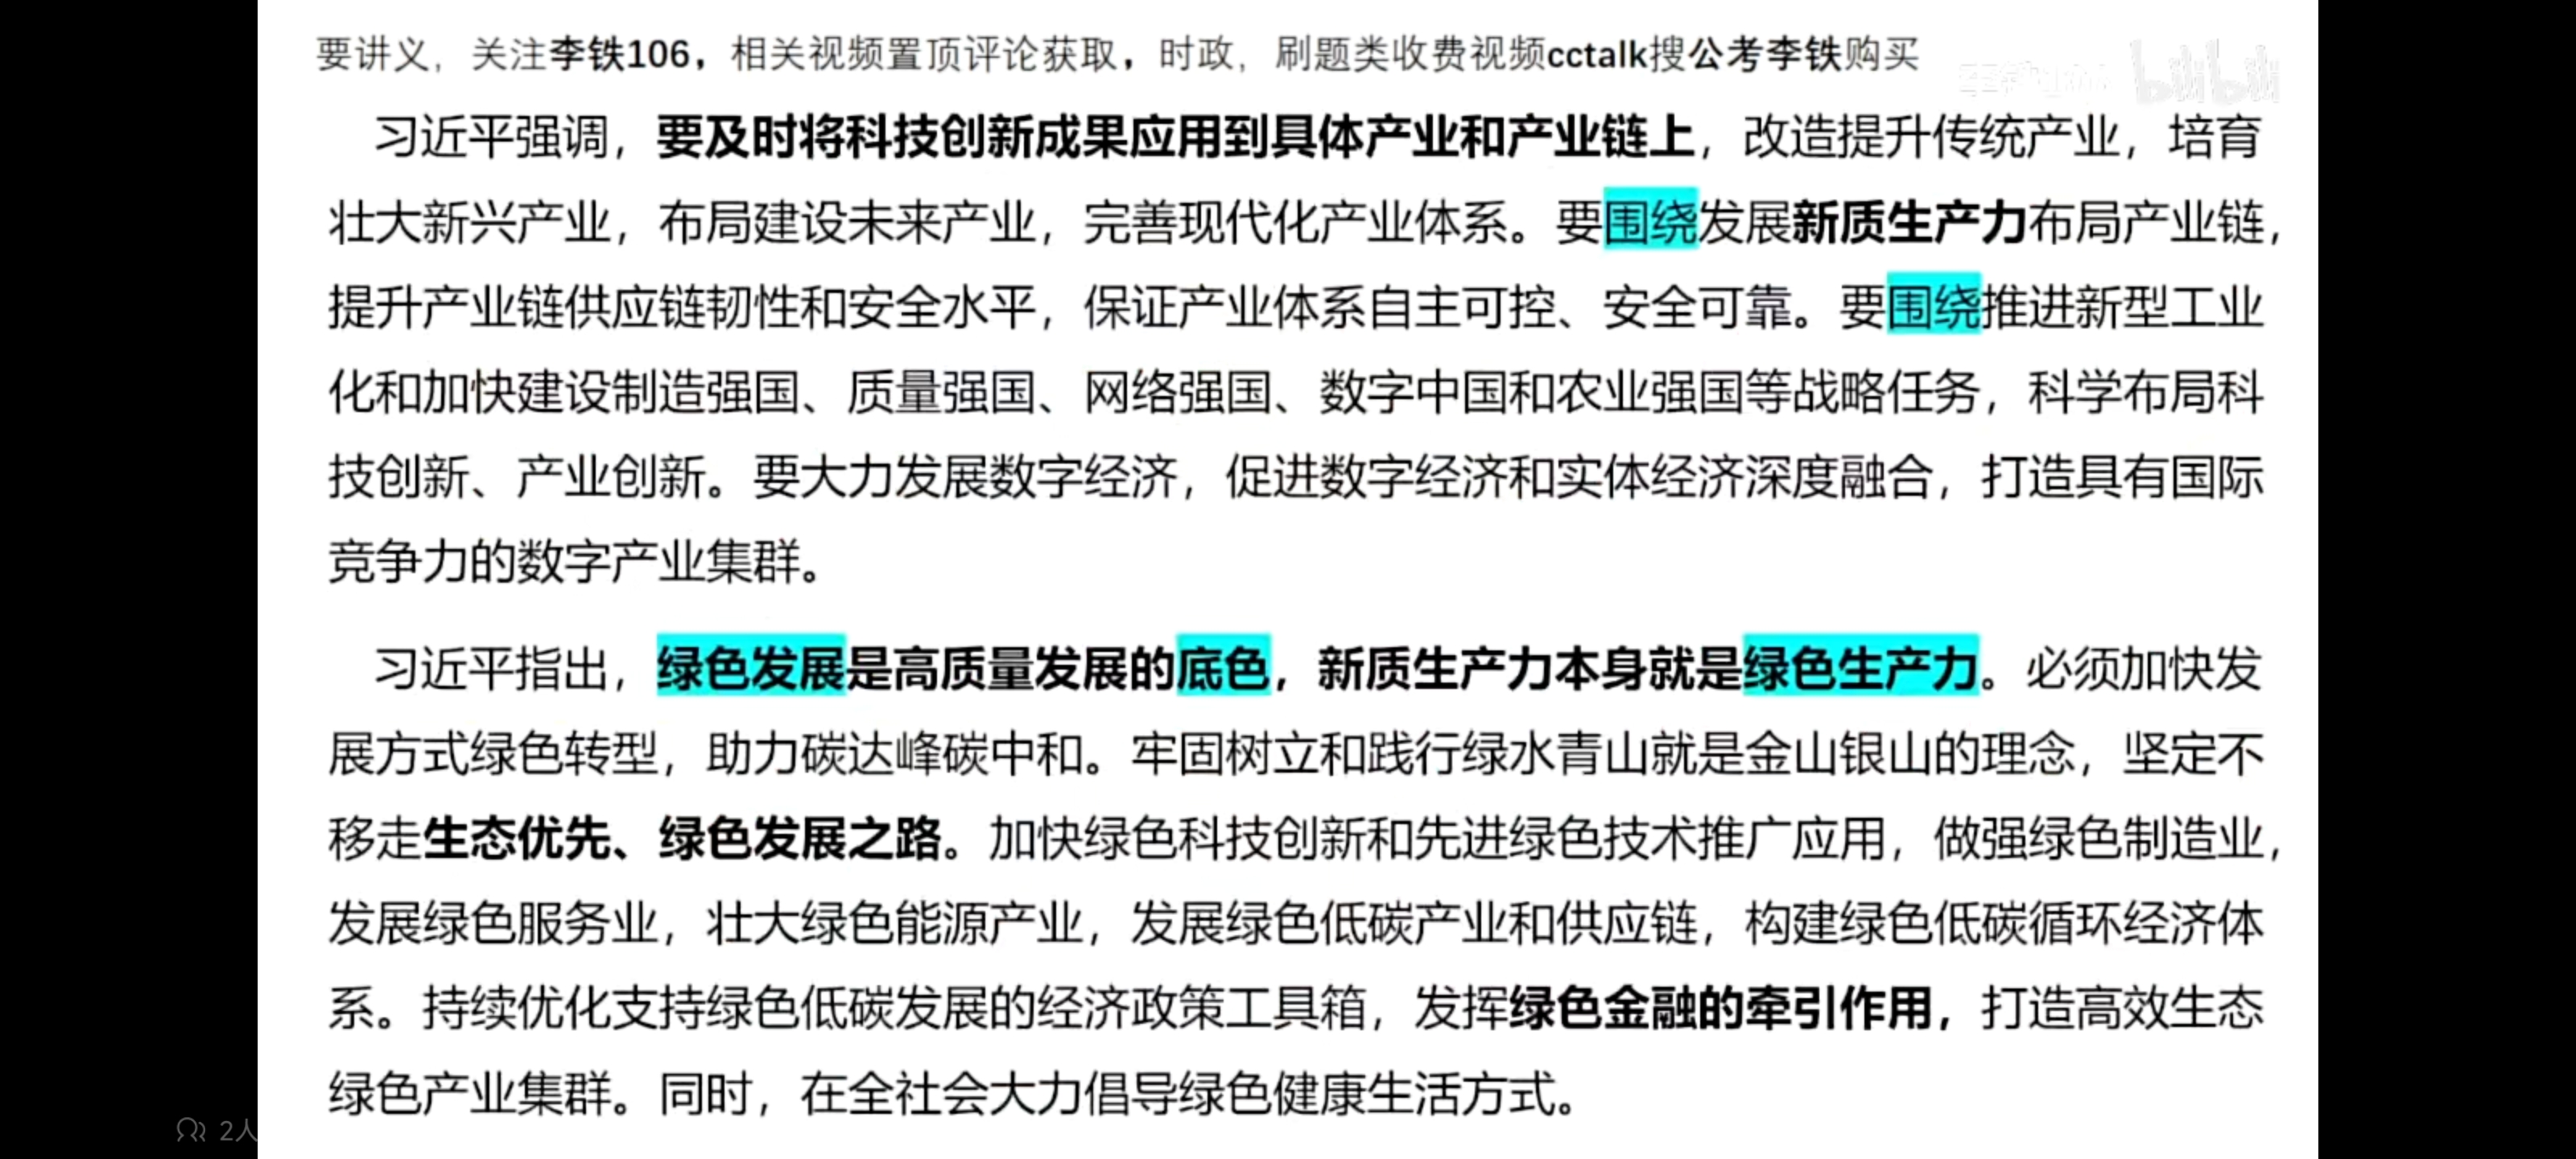 要讲义，关注李铁106，相关视频置顶评论获取，时政，刷题类收费视频cctalk搜公考李铁购买
bilibili
习近平强调，要及时将科技创新成果应用到具体产业和产业链上，改造提升传统产业，培育
壮大新兴产业，布局建设未来产业，完善现代化产业体系。要围绕发展新质生产力布局产业链，
提升产业链供应链韧性和安全水平，保证产业体系自主可控、安全可靠。要围绕推进新型工业
化和加快建设制造强国、质量强国、网络强国、数字中国和农业强国等战略任务，科学布局科
技创新、产业创新。要大力发展数字经济，促进数字经济和实体经济深度融合，打造具有国际
竞争力的数字产业集群。
习近平指出，绿色发展是高质量发展的底色，新质生产力本身就是绿色生产力。必须加快发
展方式绿色转型，助力碳达峰碳中和。牢固树立和践行绿水青山就是金山银山的理念，坚定不
移走生态优先、绿色发展之路。加快绿色科技创新和先进绿色技术推广应用，做强绿色制造业，
发展绿色服务业，壮大绿色能源产业，发展绿色低碳产业和供应链，构建绿色低碳循环经济体
系。持续优化支持绿色低碳发展的经济政策工具箱，发挥绿色金融的牵引作用，打造高效生态
绿色产业集群。同时，在全社会大力倡导绿色健康生活方式。
2人